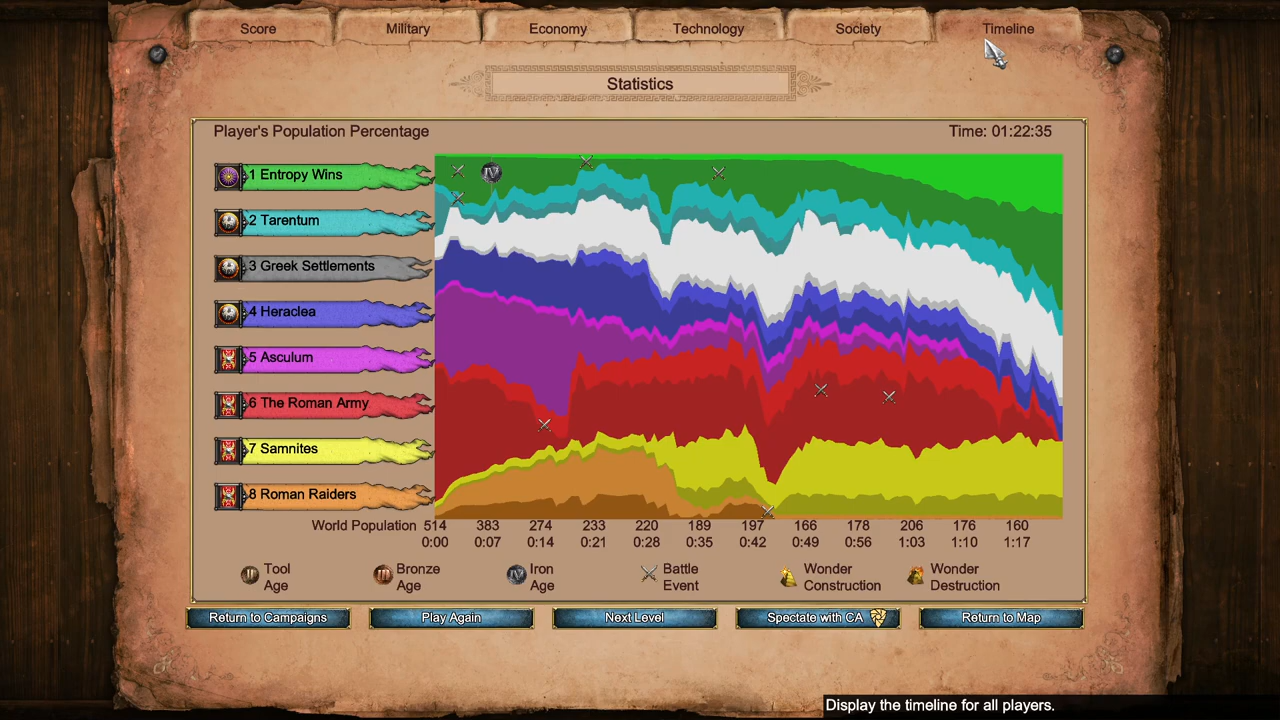 Score
Military
Economy
Technology
Society
Timeline
Statistics
Player's Population Percentage
Time: 01:22:35
1 Entropy Wins
2 Tarentum
3 Greek Settlements
4 Heraclea
5 Asculum
6 The Roman Army
7 Samnites
8 Roman Raiders
IV
World Population 514 383 274 233 220 189 197 166 178 206 176 160
0:00 0:07 0:14 0:21 0:28 0:35 0:42 0:49 0:56 1:03 1:10 1:17
II Tool Age
III Bronze Age
IV Iron Age
Battle Event
Wonder Construction
Wonder Destruction
Return to Campaigns
Play Again
Next Level
Spectate with CA
Return to Map
Display the timeline for all players.